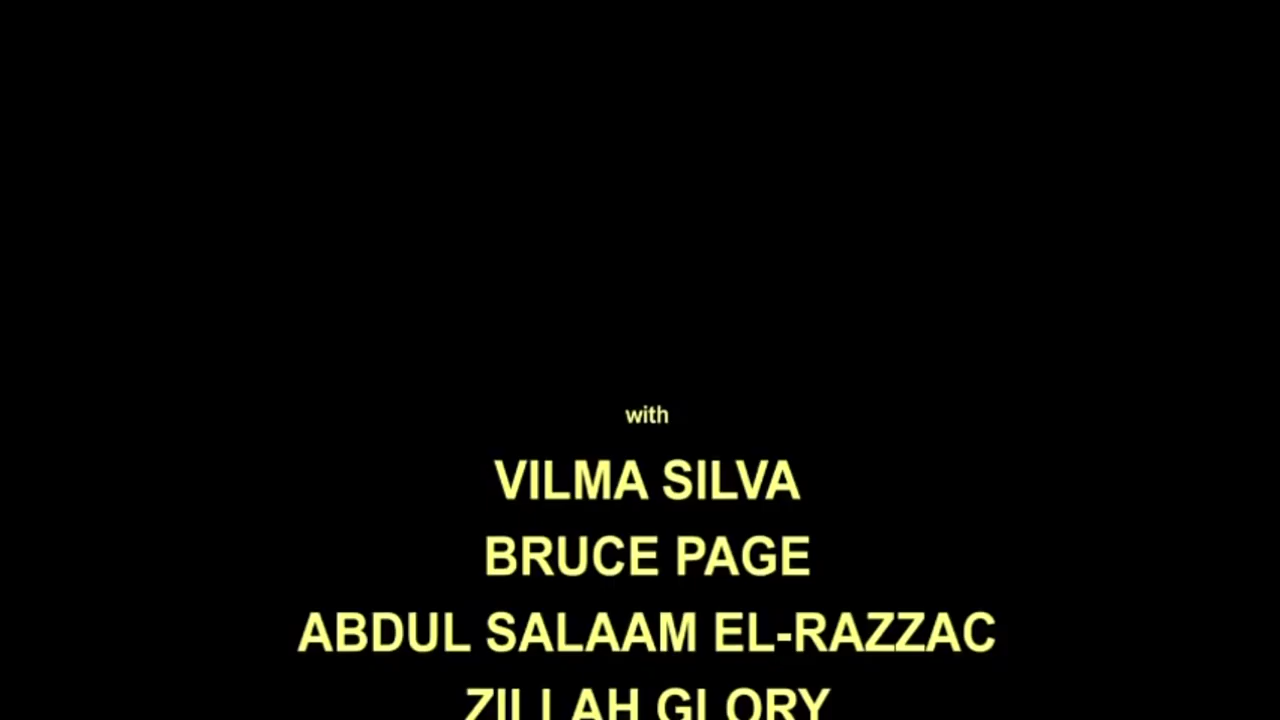 with
VILMA SILVA
BRUCE PAGE
ABDUL SALAAM EL-RAZZAC
ZILLAH GLORY